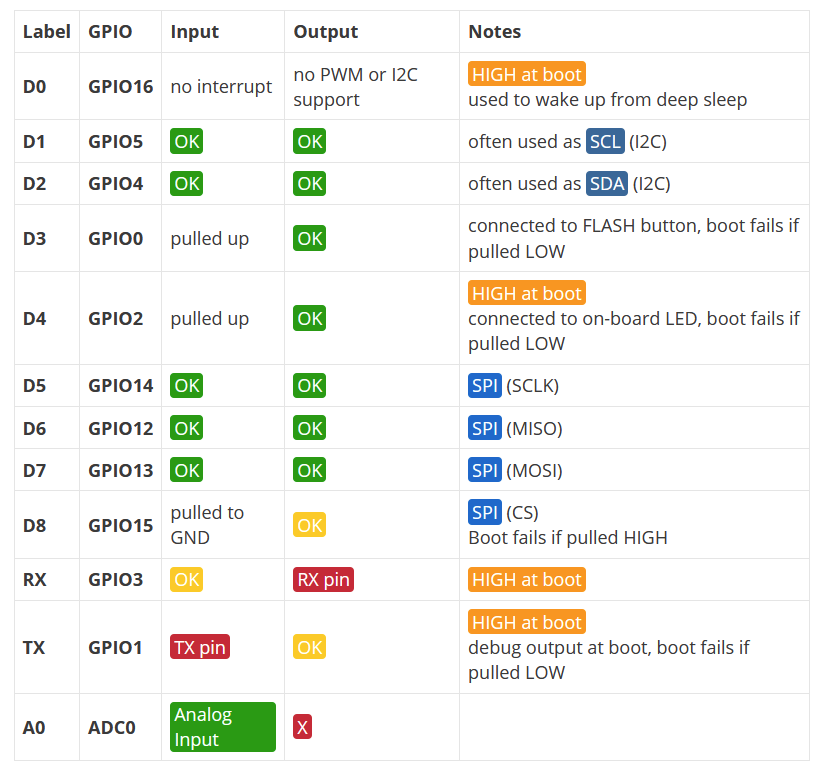 Label GPIO Input Output Notes
D0 GPIO16 no interrupt no PWM or I2C support HIGH at boot
used to wake up from deep sleep
D1 GPIO5 OK OK often used as SCL (I2C)
D2 GPIO4 OK OK often used as SDA (I2C)
D3 GPIO0 pulled up OK connected to FLASH button, boot fails if
pulled LOW
D4 GPIO2 pulled up OK HIGH at boot
connected to on-board LED, boot fails if
pulled LOW
D5 GPIO14 OK OK SPI (SCLK)
D6 GPIO12 OK OK SPI (MISO)
D7 GPIO13 OK OK SPI (MOSI)
D8 GPIO15 pulled to GND OK SPI (CS)
Boot fails if pulled HIGH
RX GPIO3 OK RX pin HIGH at boot
TX GPIO1 TX pin OK HIGH at boot
debug output at boot, boot fails if
pulled LOW
A0 ADC0 Analog Input X